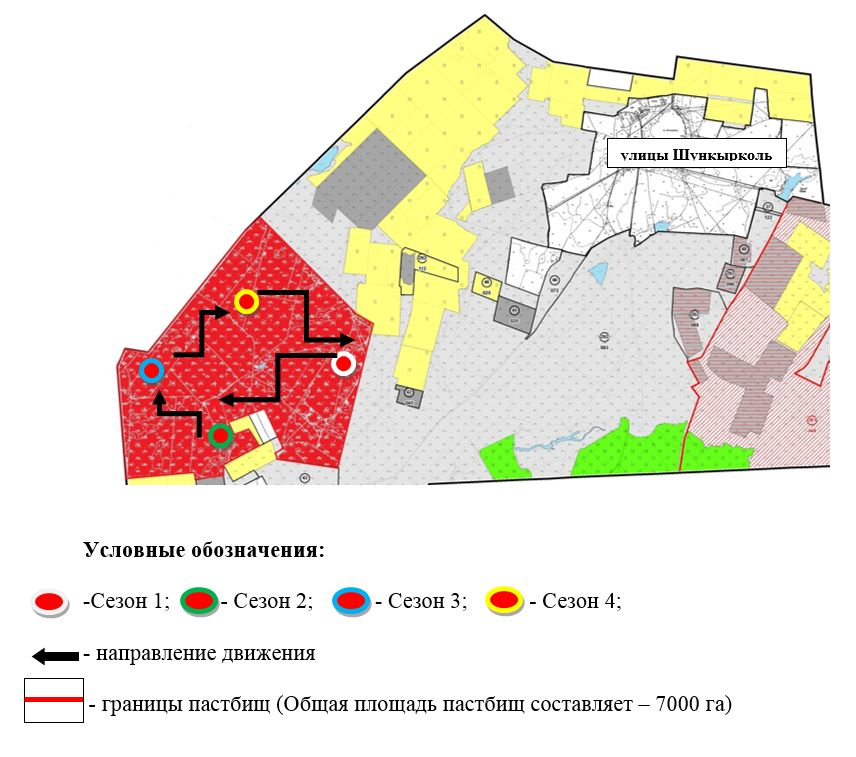 улицы Шункырколь
Условные обозначения:
-Сезон 1; - Сезон 2; - Сезон 3; - Сезон 4;
- направление движения
- границы пастбищ (Общая площадь пастбищ составляет – 7000 га)